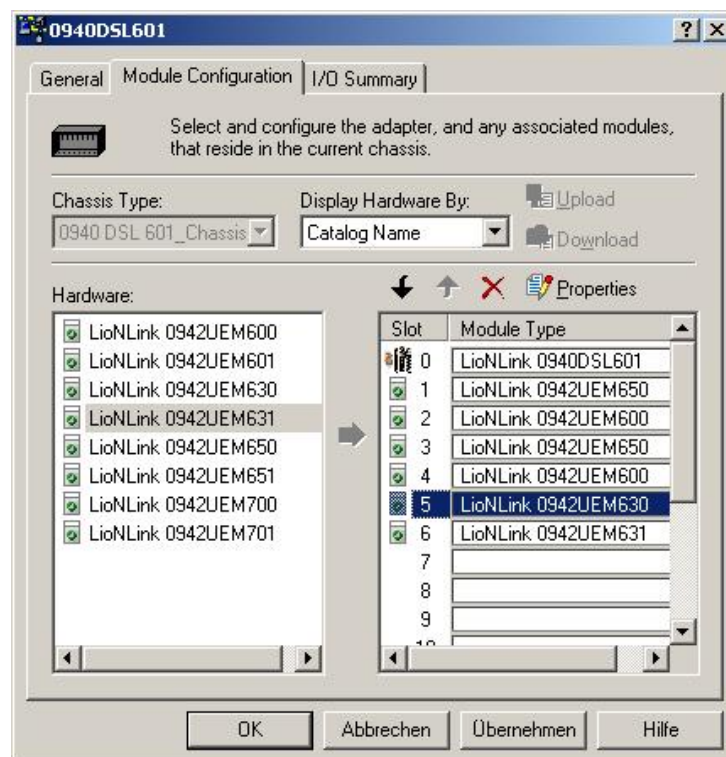 0940DSL601
General Module Configuration I/O Summary
Select and configure the adapter, and any associated modules,
that reside in the current chassis.
Chassis Type:
0940 DSL 601_Chassis
Display Hardware By:
Catalog Name
Upload
Download
Hardware:
LioNLink 0942UEM600
LioNLink 0942UEM601
LioNLink 0942UEM630
LioNLink 0942UEM631
LioNLink 0942UEM650
LioNLink 0942UEM651
LioNLink 0942UEM700
LioNLink 0942UEM701
Properties
Slot Module Type
0 LioNLink 0940DSL601
1 LioNLink 0942UEM650
2 LioNLink 0942UEM600
3 LioNLink 0942UEM650
4 LioNLink 0942UEM600
5 LioNLink 0942UEM630
6 LioNLink 0942UEM631
7
8
9
OK Abbrechen Übernehmen Hilfe